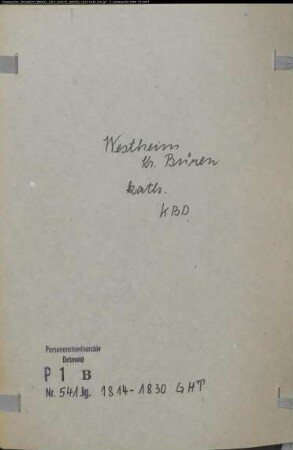 Westheim
Kr. Büren
kath.
KBD
Personenstandsarchiv
Detmold
P 1 B
Nr. 541 Jg. 1814-1830 GHT